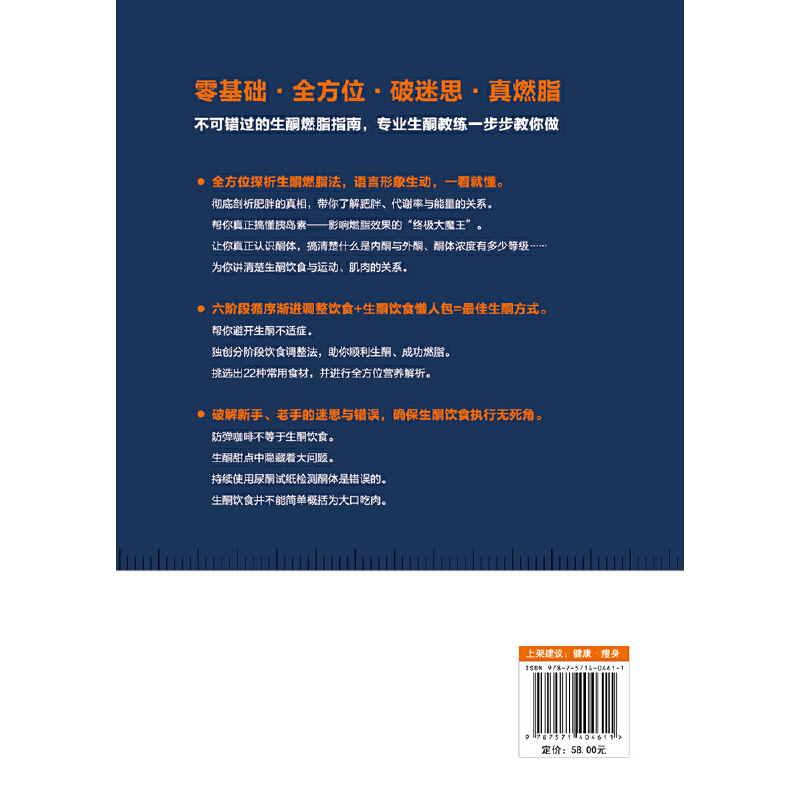 零基础·全方位·破迷思·真燃脂
不可错过的生酮燃脂指南，专业生酮教练一步步教你做
● 全方位探析生酮燃脂法，语言形象生动，一看就懂。
彻底剖析肥胖的真相，带你了解肥胖、代谢率与能量的关系。
帮你真正搞懂胰岛素——影响燃脂效果的“终极大魔王”。
让你真正认识酮体，搞清楚什么是内酮与外酮、酮体浓度有多少等级……
为你讲清楚生酮饮食与运动、肌肉的关系。
● 六阶段循序渐进调整饮食+生酮饮食懒人包=最佳生酮方式。
帮你避开生酮不适症。
独创分阶段饮食调整法，助你顺利生酮、成功燃脂。
挑选出22种常用食材，并进行全方位营养解析。
● 破解新手、老手的迷思与错误，确保生酮饮食执行无死角。
防弹咖啡不等于生酮饮食。
生酮甜点中隐藏着大问题。
持续使用尿酮试纸检测酮体是错误的。
生酮饮食并不能简单概括为大口吃肉。
上架建议：健康·瘦身
ISBN 978-7-5714-0461-1
9 787571 404611 >
定价：58.00元